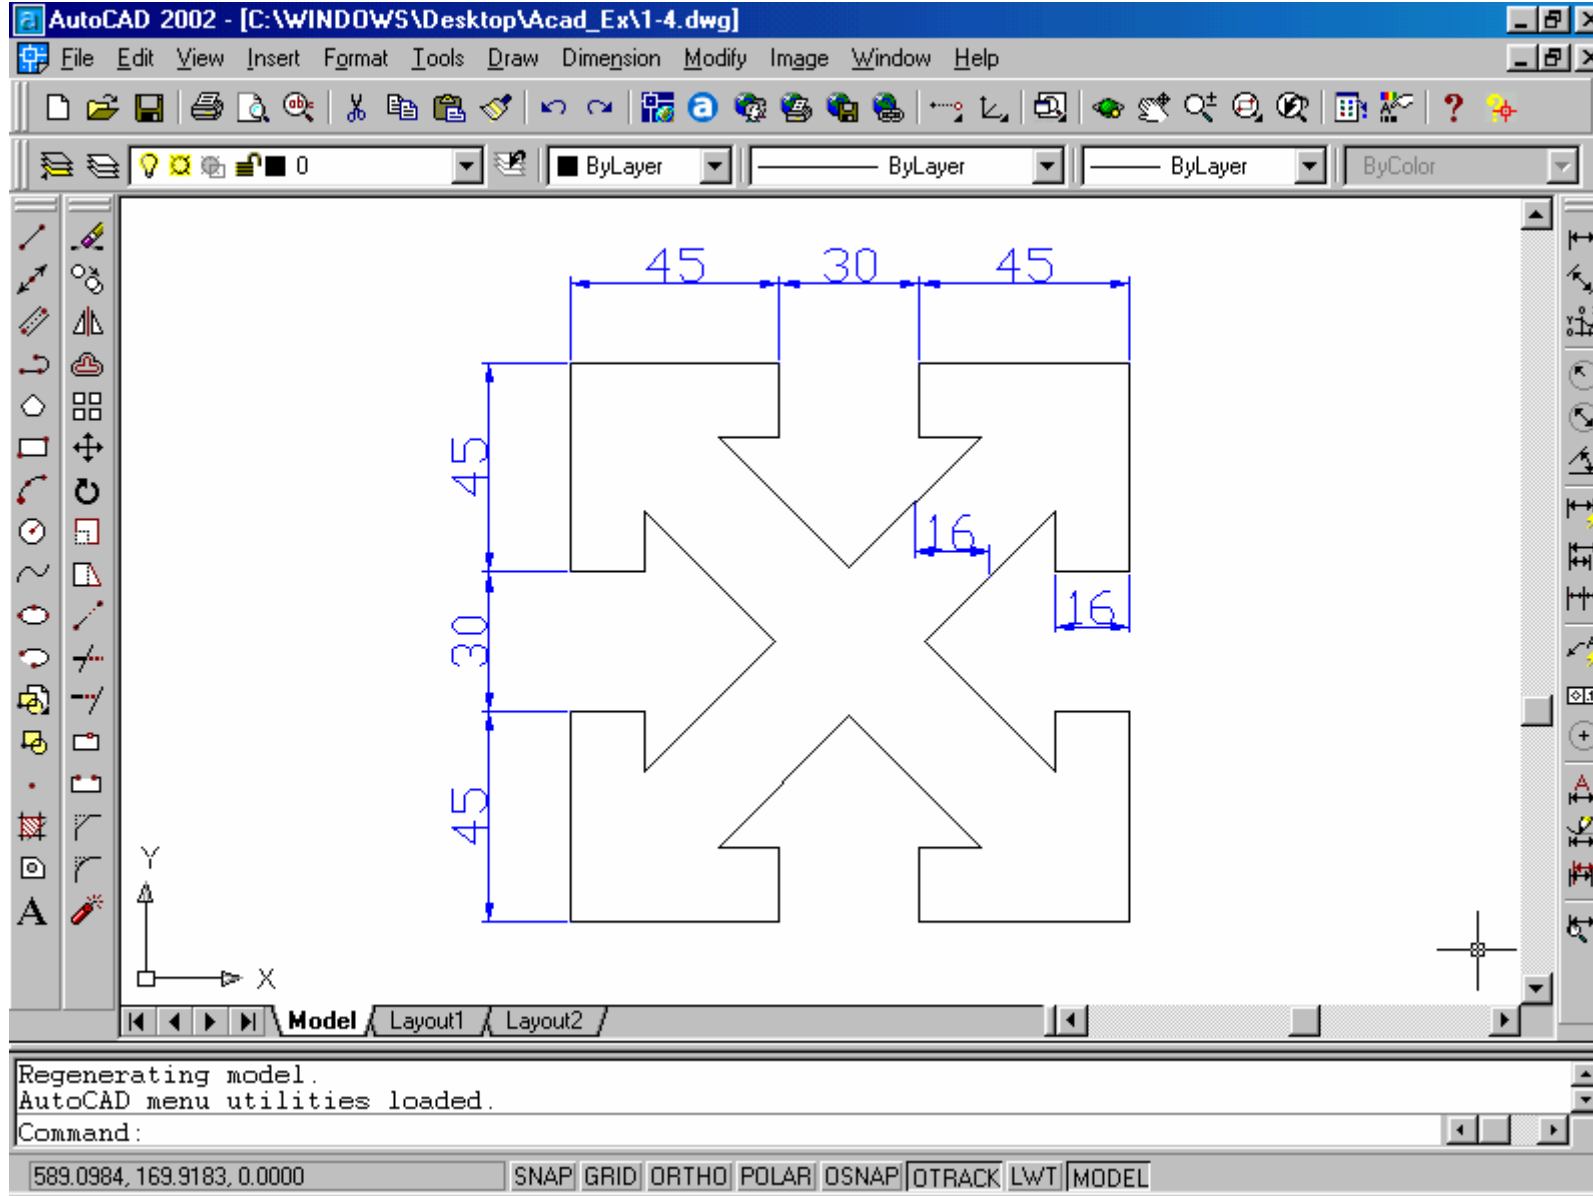 AutoCAD 2002 - [C:\WINDOWS\Desktop\Acad_Ex\1-4.dwg]
File Edit View Insert Format Tools Draw Dimension Modify Image Window Help
0 ByLayer ByLayer ByLayer ByColor
45 30 45
45
16
16
30
45
Y
X
A
Model Layout1 Layout2
Regenerating model.
AutoCAD menu utilities loaded.
Command:
589.0984, 169.9183, 0.0000 SNAP GRID ORTHO POLAR OSNAP OTRACK LWT MODEL